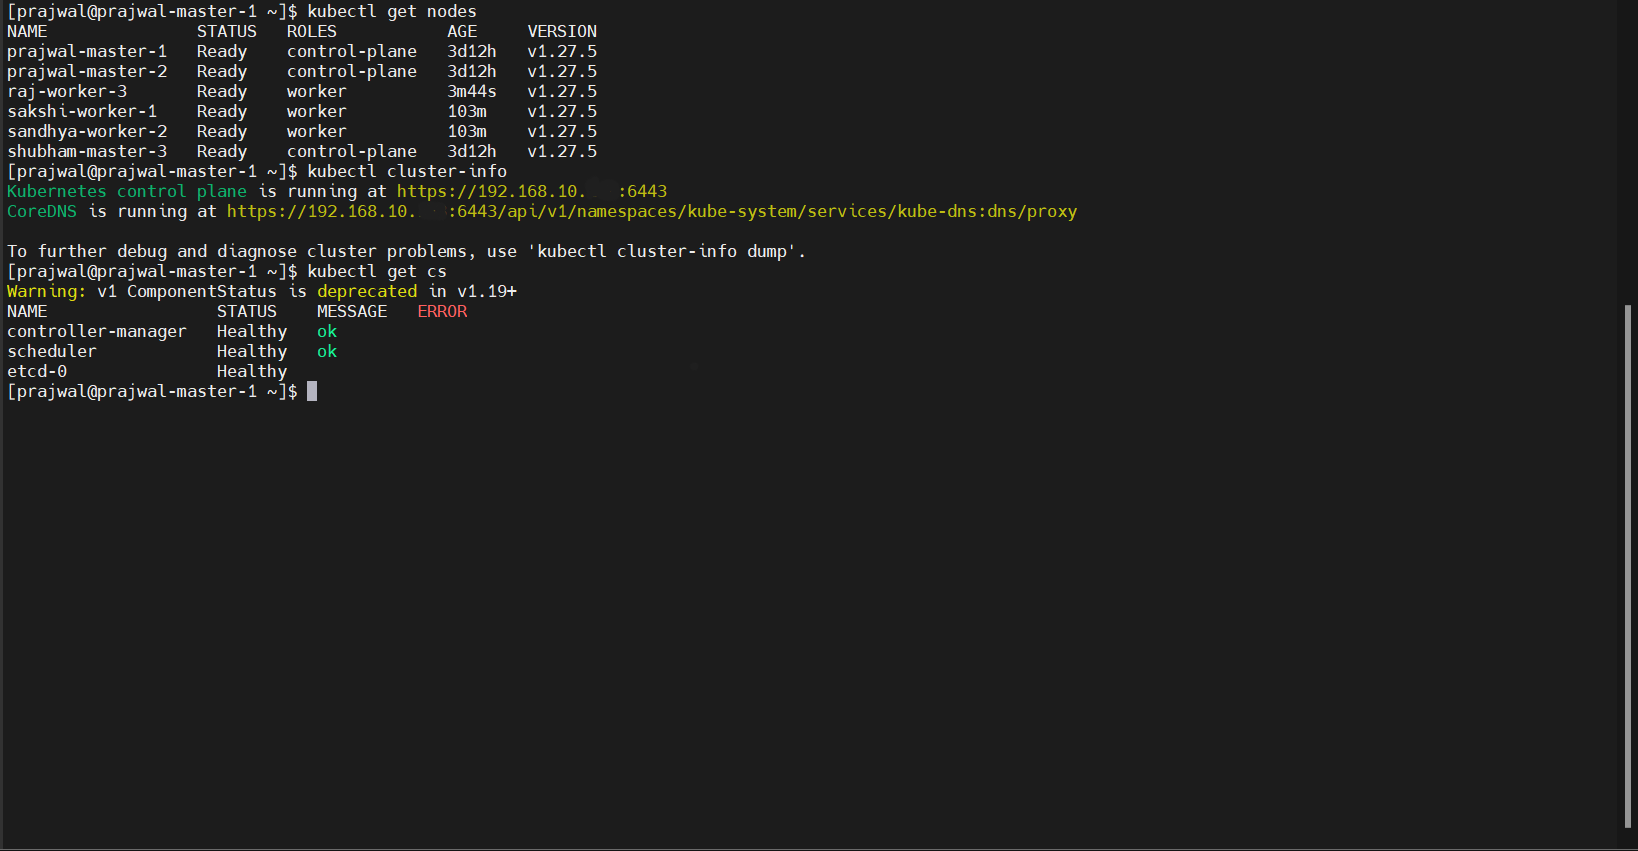 [prajwal@prajwal-master-1 ~]$ kubectl get nodes
NAME               STATUS   ROLES           AGE     VERSION
prajwal-master-1   Ready    control-plane   3d12h   v1.27.5
prajwal-master-2   Ready    control-plane   3d12h   v1.27.5
raj-worker-3       Ready    worker          3m44s   v1.27.5
sakshi-worker-1    Ready    worker          103m    v1.27.5
sandhya-worker-2   Ready    worker          103m    v1.27.5
shubham-master-3   Ready    control-plane   3d12h   v1.27.5
[prajwal@prajwal-master-1 ~]$ kubectl cluster-info
Kubernetes control plane is running at https://192.168.10.   :6443
CoreDNS is running at https://192.168.10.   :6443/api/v1/namespaces/kube-system/services/kube-dns:dns/proxy

To further debug and diagnose cluster problems, use 'kubectl cluster-info dump'.
[prajwal@prajwal-master-1 ~]$ kubectl get cs
Warning: v1 ComponentStatus is deprecated in v1.19+
NAME                 STATUS    MESSAGE   ERROR
controller-manager   Healthy   ok
scheduler            Healthy   ok
etcd-0               Healthy
[prajwal@prajwal-master-1 ~]$